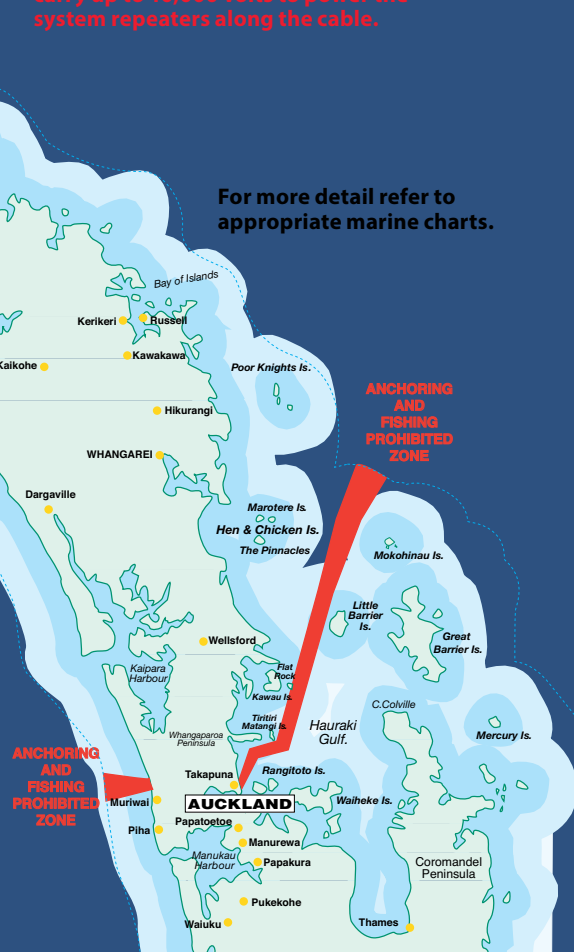 system repeaters along the cable.
For more detail refer to
appropriate marine charts.
Bay of Islands
Kerikeri
Russell
Kawakawa
Kaikohe
Poor Knights Is.
ANCHORING
AND
FISHING
PROHIBITED
ZONE
Hikurangi
WHANGAREI
Dargaville
Marotere Is.
Hen & Chicken Is.
The Pinnacles
Mokohinau Is.
Little
Barrier
Is.
Great
Barrier Is.
Wellsford
Kaipara
Harbour
Flat
Rock
Kawau Is.
C.Colville
Tiritiri
Matangi Is.
Hauraki
Gulf.
Mercury Is.
Whangaparoa
Peninsula
ANCHORING
AND
FISHING
PROHIBITED
ZONE
Takapuna
Rangitoto Is.
Muriwai
AUCKLAND
Waiheke Is.
Papatoetoe
Piha
Manurewa
Manukau
Harbour
Papakura
Coromandel
Peninsula
Pukekohe
Waiuku
Thames